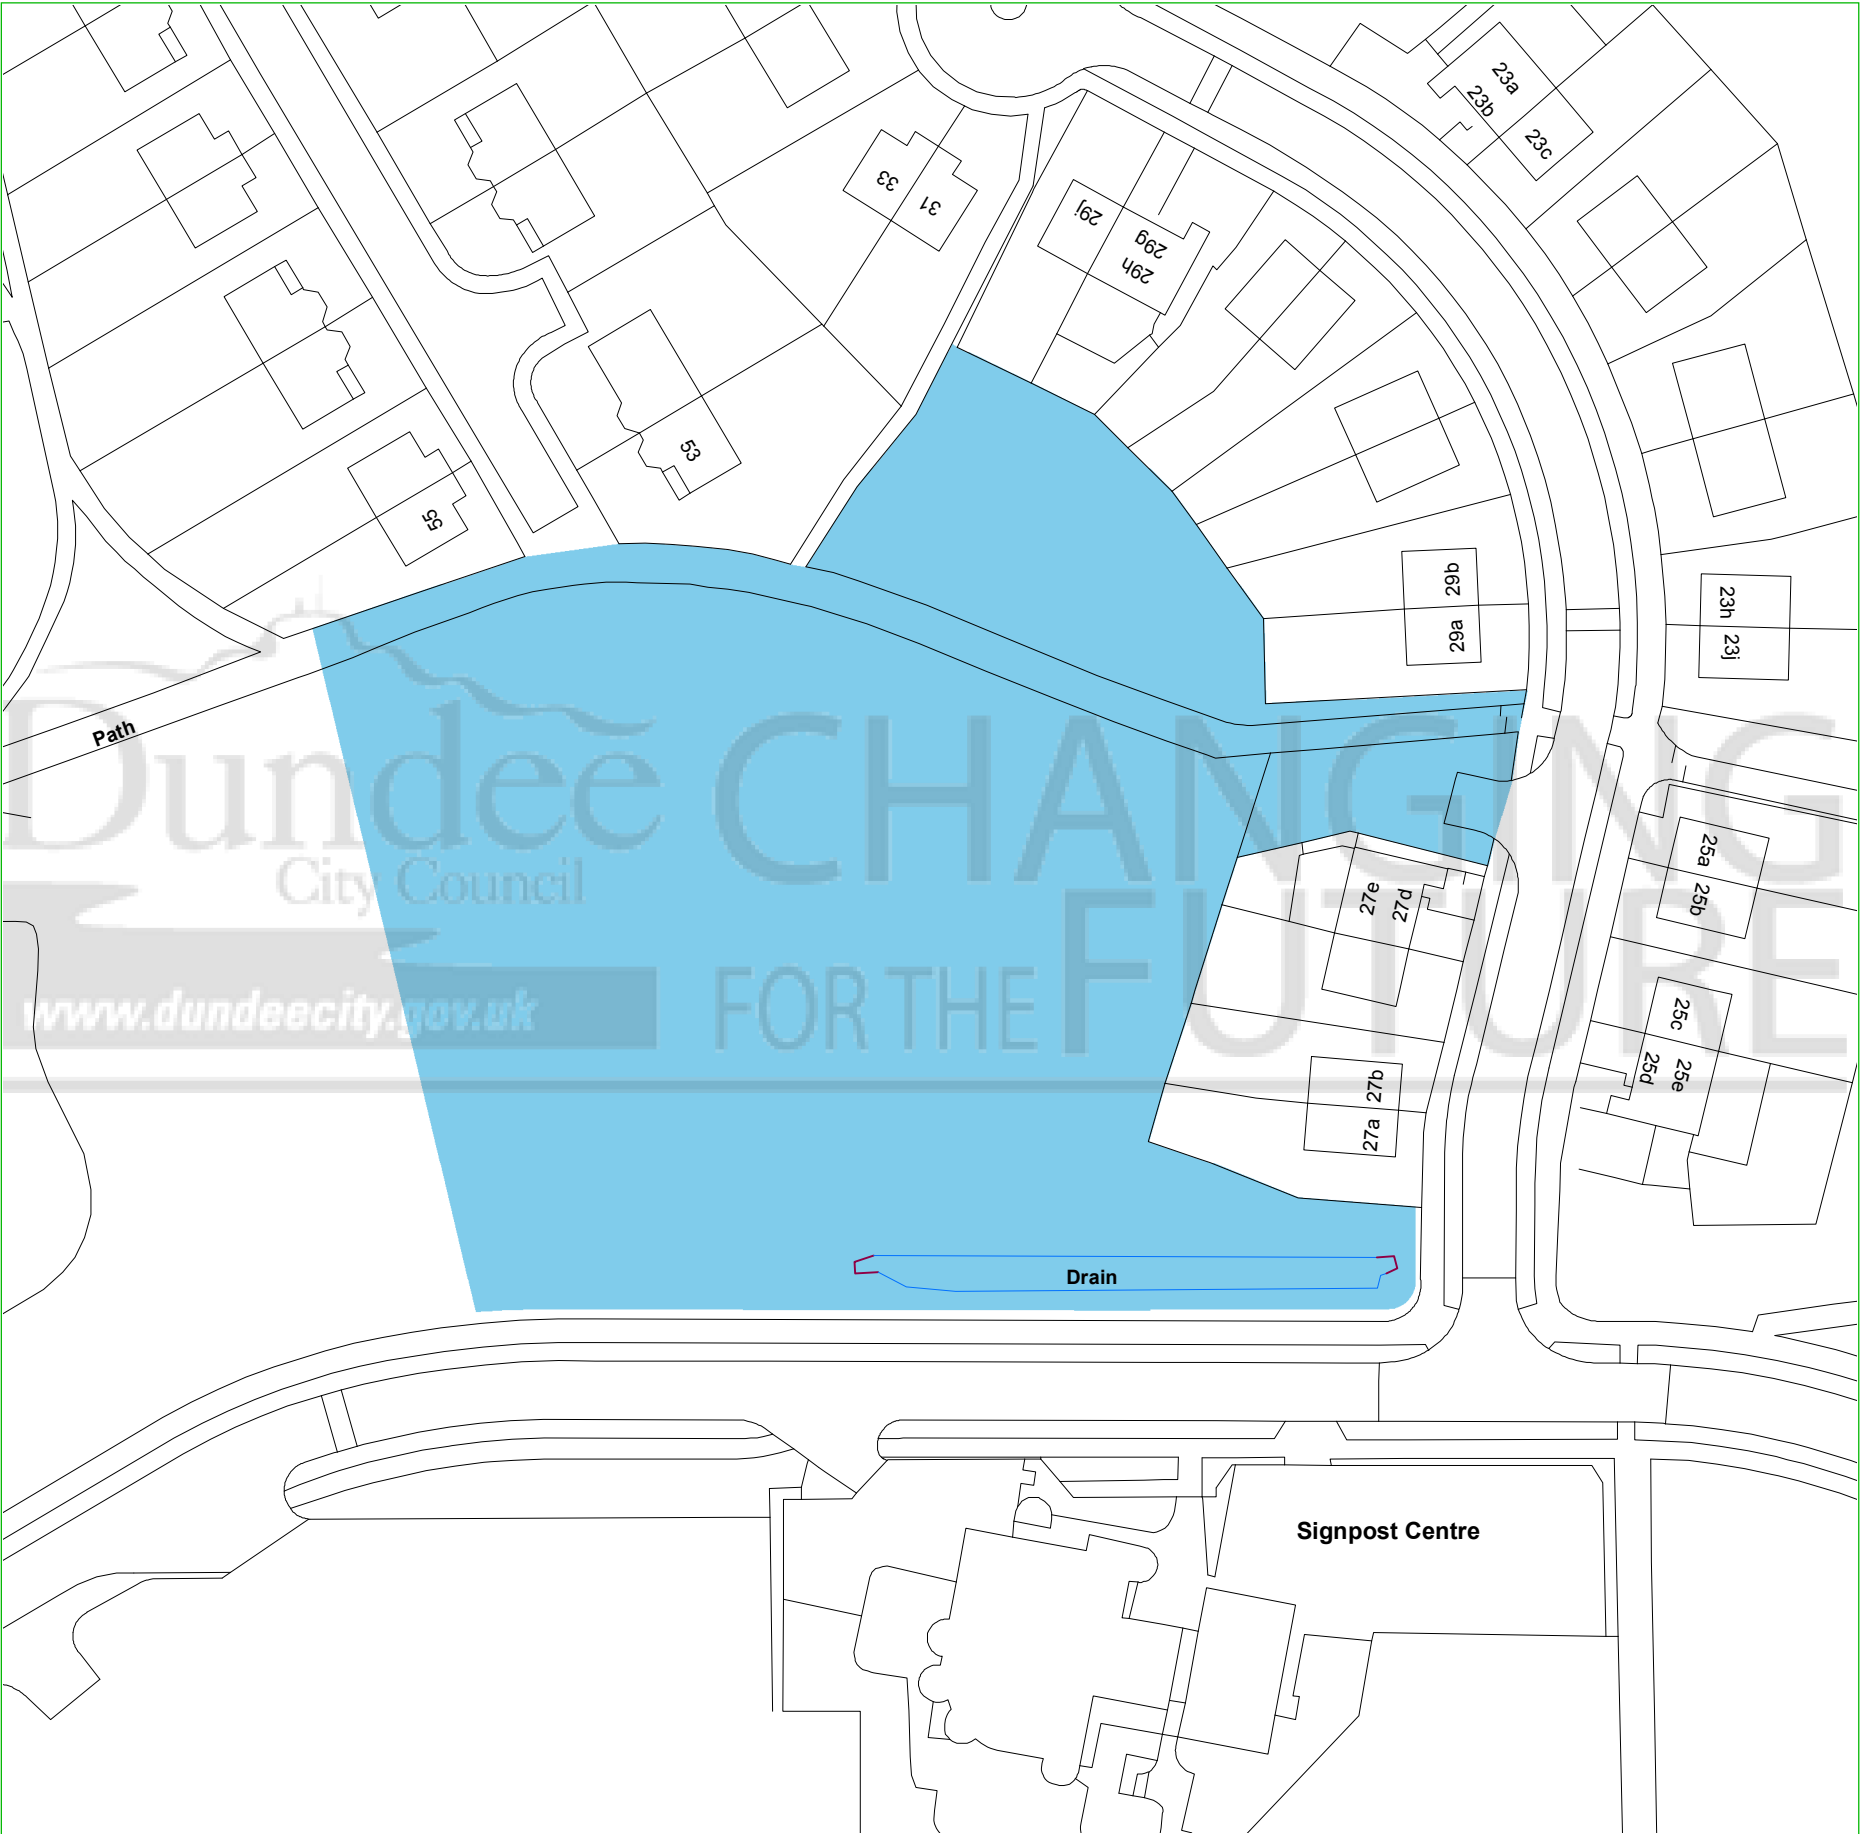 23a
23b
23c
33
31
29j
29g
29h
53
55
29b
29a
23h
23j
Path
Dundee
City Council
www.dundeecity.gov.uk
CHANGING
FOR THE FUTURE
25a
25b
27e
27d
25c
25d
25e
27b
27a
Drain
Signpost Centre